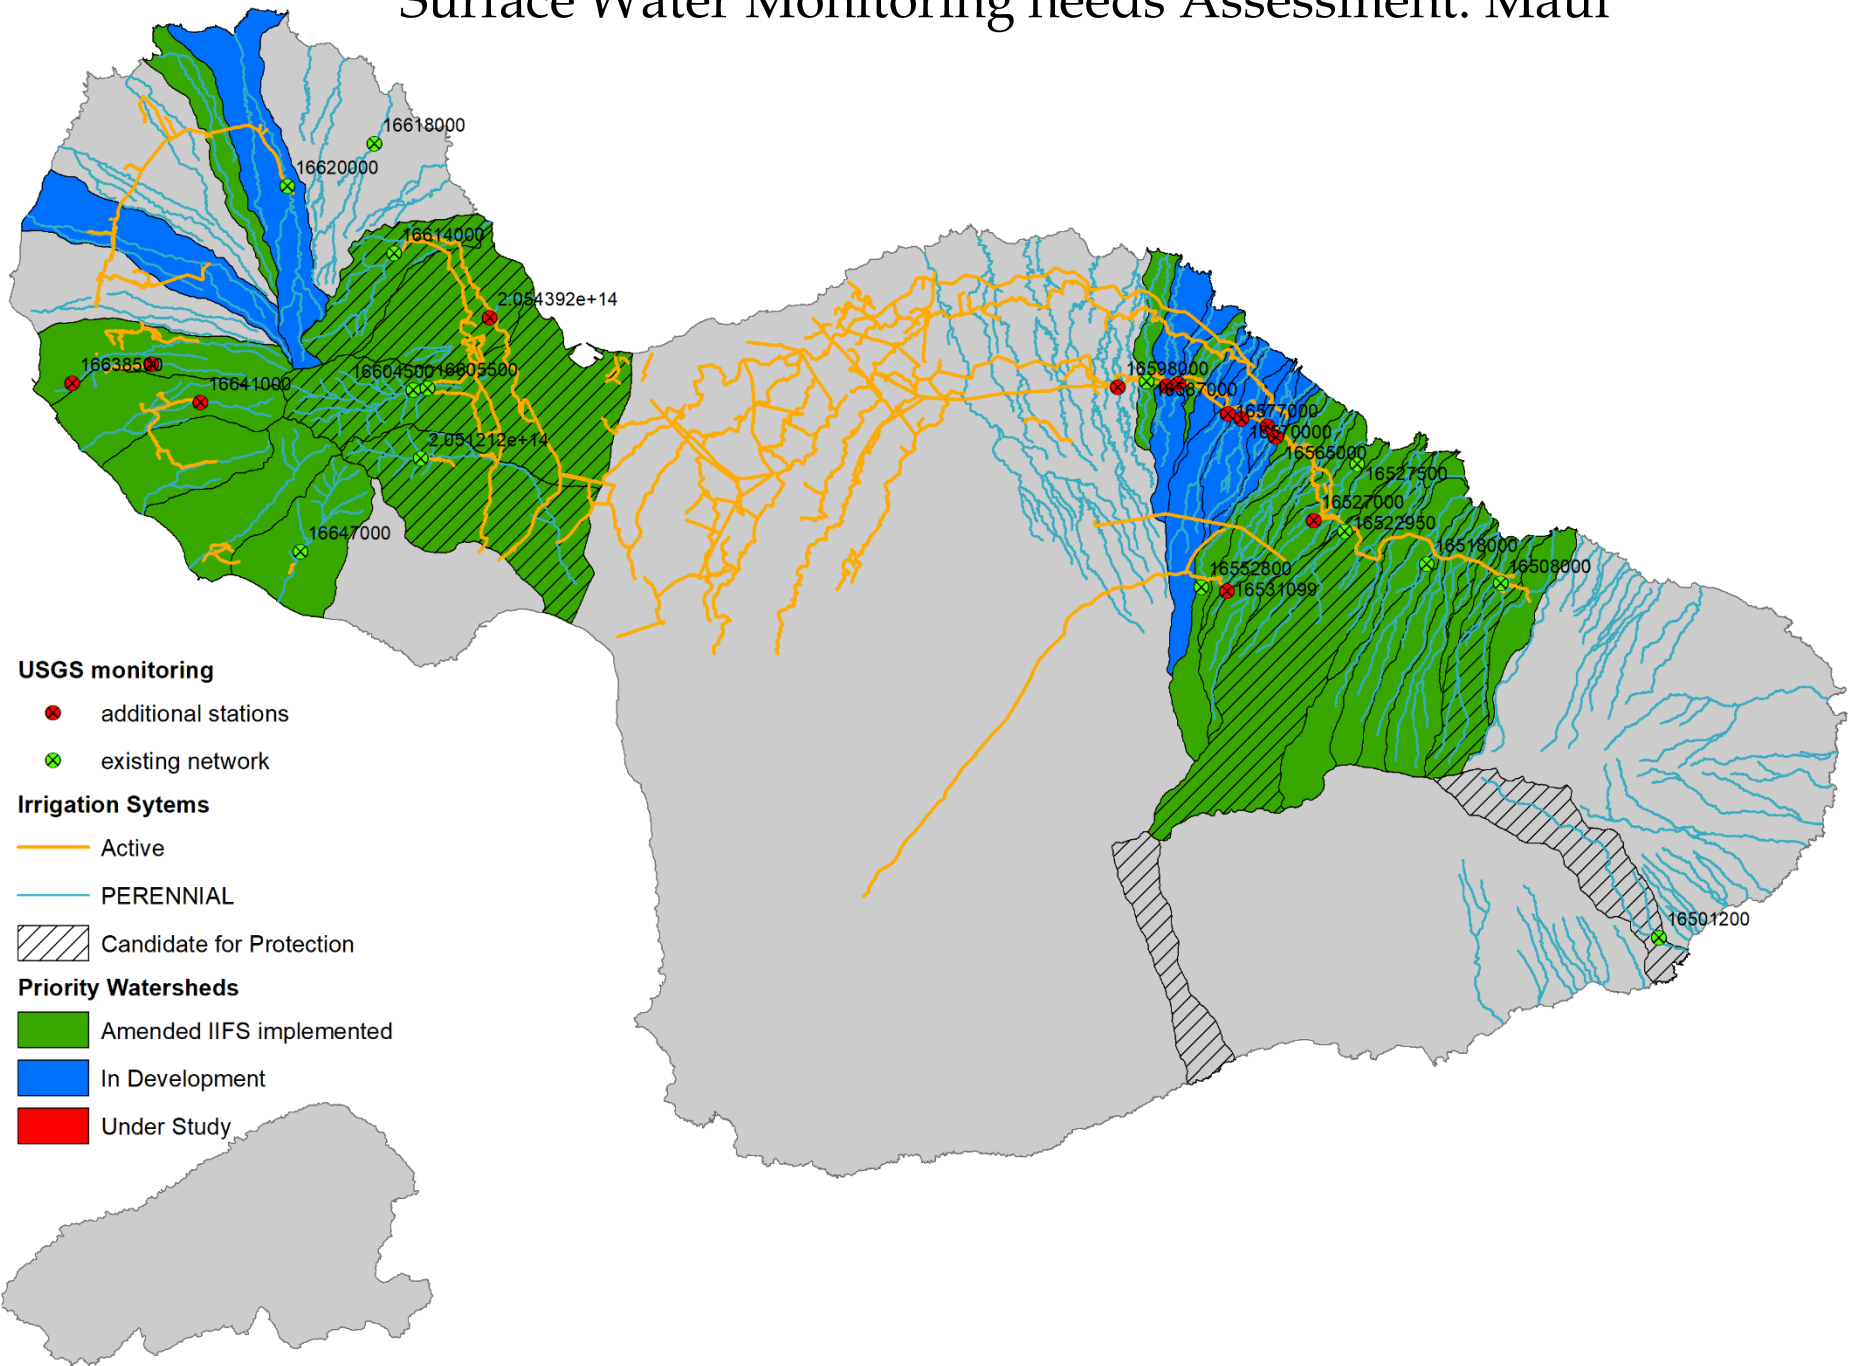 Surface Water Monitoring needs Assessment: Maui
16618000
16620000
16614000
2.054392e+14
16638500
16641000
16604500
16605500
2.051212e+14
16647000
16598000
16587000
16577000
16570000
16565000
16527500
16527000
16522950
16518000
16508000
16552800
16531099
16501200
USGS monitoring
additional stations
existing network
Irrigation Sytems
Active
PERENNIAL
Candidate for Protection
Priority Watersheds
Amended IIFS implemented
In Development
Under Study